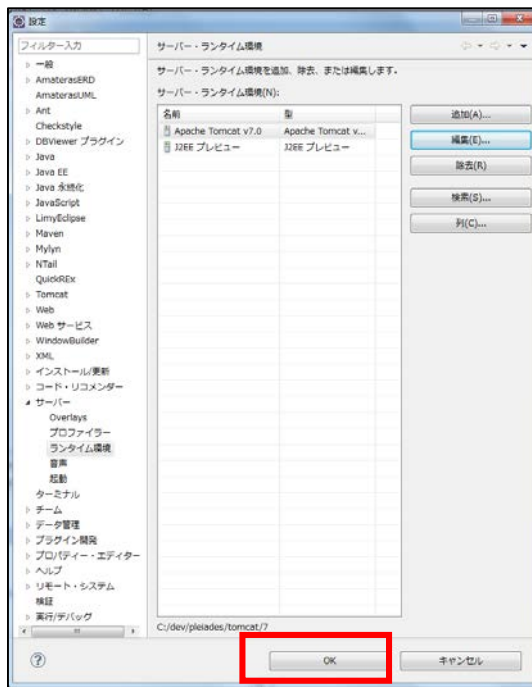 設定
フィルター入力
一般
AmaterasERD
AmaterasUML
Ant
Checkstyle
DBViewer プラグイン
Java
Java EE
Java 永続化
JavaScript
LimyEclipse
Maven
Mylyn
NTail
QuickREx
Tomcat
Web
Web サービス
WindowBuilder
XML
インストール/更新
コード・リコメンダー
サーバー
Overlays
プロファイラー
ランタイム環境
音声
起動
ターミナル
チーム
データ管理
プラグイン開発
プロパティー・エディター
ヘルプ
リモート・システム
検証
実行/デバッグ
サーバー・ランタイム環境
サーバー・ランタイム環境を追加、除去、または編集します。
サーバー・ランタイム環境(N):
名前 型
Apache Tomcat v7.0 Apache Tomcat v...
J2EE プレビュー J2EE プレビュー
追加(A)...
編集(E)...
除去(R)
検索(S)...
列(C)...
C:/dev/pleiades/tomcat/7
OK キャンセル